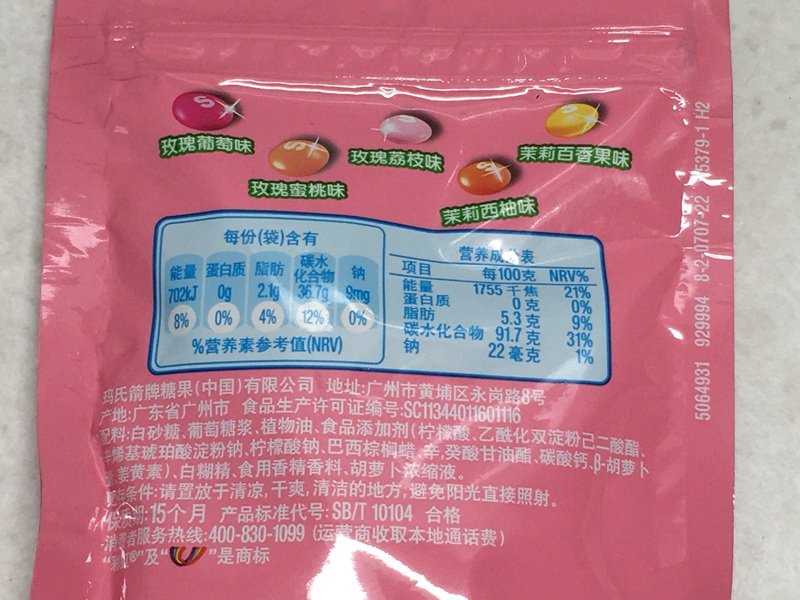 玫瑰葡萄味
玫瑰蜜桃味
玫瑰荔枝味
茉莉西柚味
茉莉百香果味
每份(袋)含有
能量 蛋白质 脂肪 碳水化合物 钠
702kJ 0g 2.1g 36.7g 9mg
8% 0% 4% 12% 0%
%营养素参考值(NRV)
营养成分表
项目 每100克 NRV%
能量 1755 千焦 21%
蛋白质 0 克 0%
脂肪 5.3 克 9%
碳水化合物 91.7 克 31%
钠 22 毫克 1%
玛氏箭牌糖果(中国)有限公司 地址:广州市黄埔区永岗路8号
产地:广东省广州市 食品生产许可证编号:SC11344011601116
配料:白砂糖、葡萄糖浆、植物油、食品添加剂(柠檬酸、乙酰化双淀粉己二酸酯、
辛烯基琥珀酸淀粉钠、柠檬酸钠、巴西棕榈蜡、辛,癸酸甘油酯、碳酸钙、β-胡萝卜
姜黄素)、白糊精、食用香精香料、胡萝卜浓缩液。
条件:请置放于清凉,干爽,清洁的地方,避免阳光直接照射。
保质期:15个月 产品标准代号:SB/T 10104 合格
消费者服务热线:400-830-1099 (运营商收取本地通话费)
"彩虹®"及" "是商标
5064931 929994 8-2 0707-22 5379-1 H2